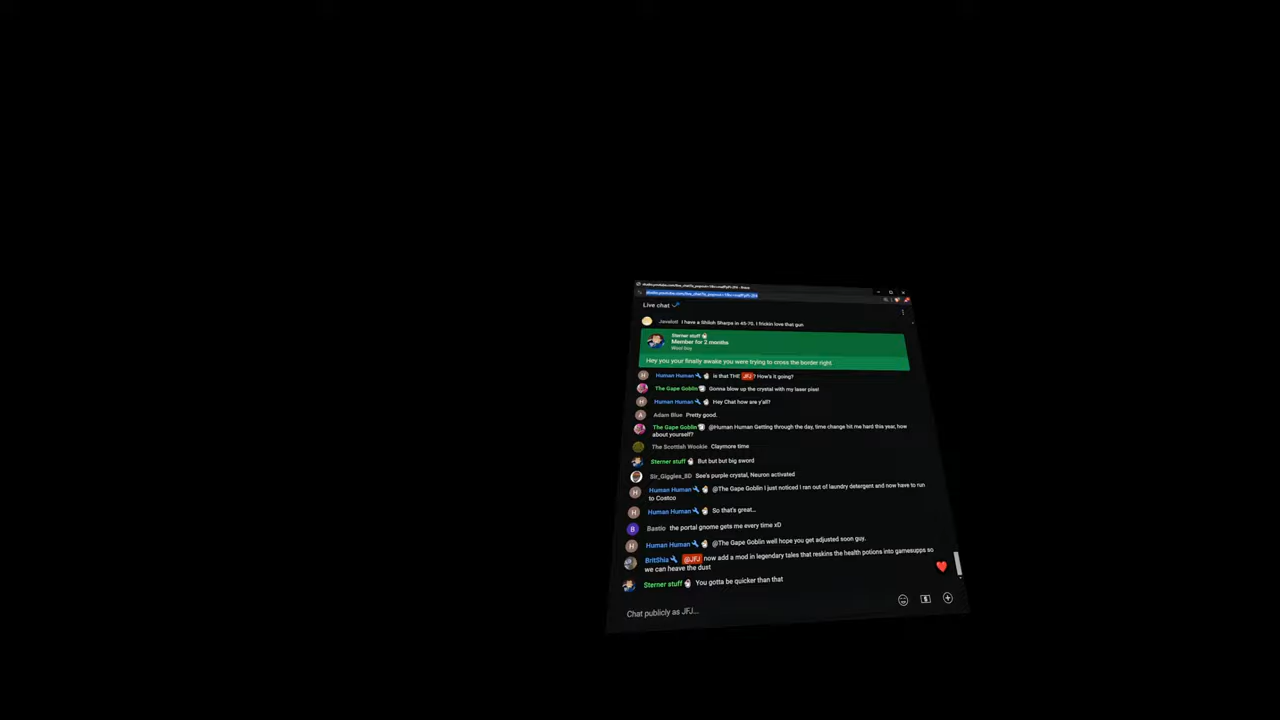 Live chat
Javalist I have a Shiloh Sharps in 45-70. I frickin love that gun
Sterner stuff
Member for 2 months
Hey you your finally awake you were trying to cross the border right
H Human Human is that THE JFJ? How's it going?
The Gape Goblin Gonna blow up the crystal with my laser piss!
H Human Human Hey Chat how are y'all?
A Adam Blue Pretty good.
The Gape Goblin @Human Human Getting through the day, time change hit me hard this year, how
about yourself?
The Scottish Wookie Claymore time
Sterner stuff But but but big sword
Sir_Giggles_8D See's purple crystal, Neuron activated
H Human Human @The Gape Goblin I just noticed I ran out of laundry detergent and now have to run
to Costco
H Human Human So that's great...
B Bastio the portal gnome gets me every time xD
H Human Human @The Gape Goblin well hope you get adjusted soon guy.
BritShia @JFJ now add a mod in legendary tales that reskins the health potions into gamesupps so
we can heave the dust
Sterner stuff You gotta be quicker than that
Chat publicly as JFJ...